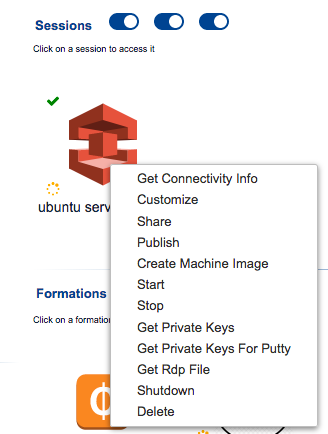 Sessions
Click on a session to access it
ubuntu serv
Get Connectivity Info
Customize
Share
Publish
Create Machine Image
Start
Stop
Get Private Keys
Get Private Keys For Putty
Get Rdp File
Shutdown
Delete
Formations
Click on a formation